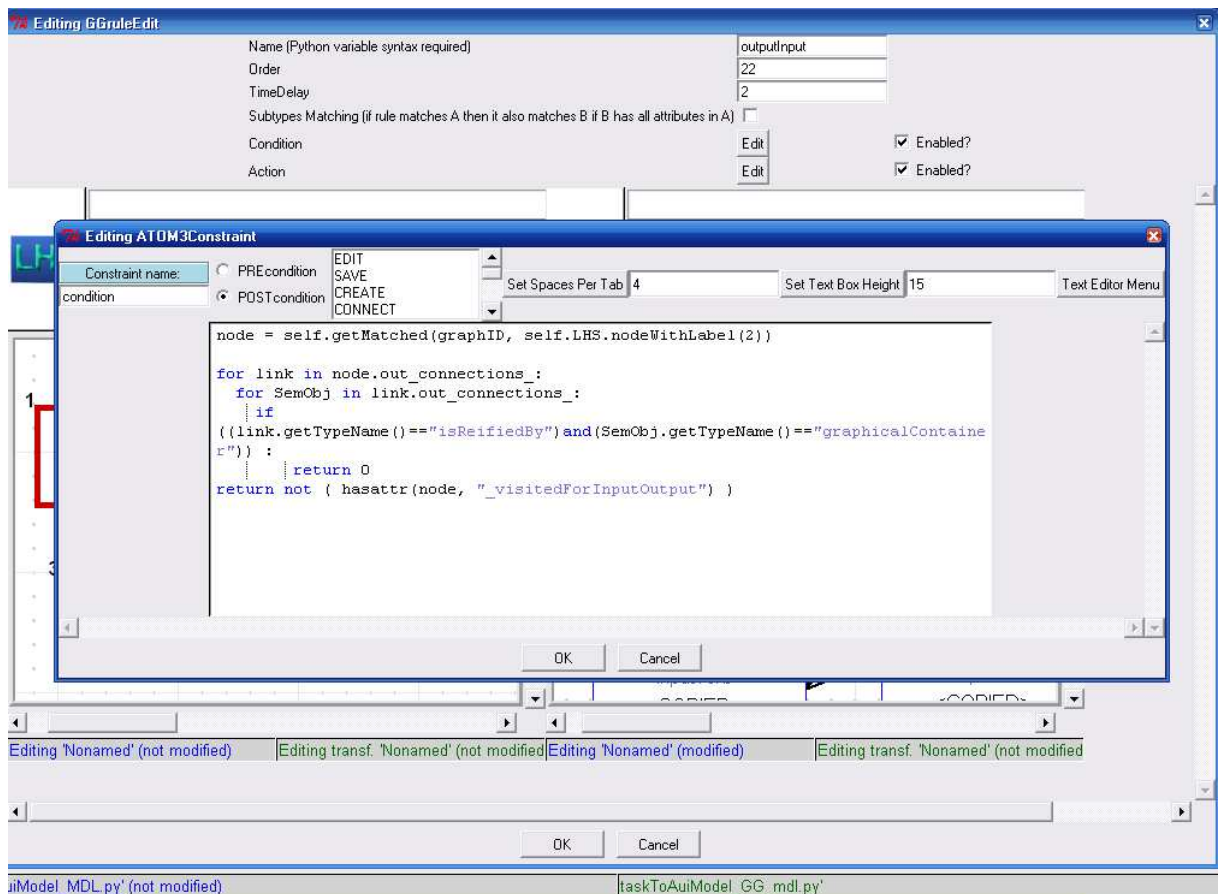 Editing GGruleEdit
Name (Python variable syntax required) outputInput
Order 22
TimeDelay 2
Subtypes Matching (if rule matches A then it also matches B if B has all attributes in A)
Condition Edit Enabled?
Action Edit Enabled?
LH
Editing ATOM3Constraint
Constraint name:
condition
PREcondition
POSTcondition
EDIT
SAVE
CREATE
CONNECT
Set Spaces Per Tab 4
Set Text Box Height 15
Text Editor Menu
node = self.getMatched(graphID, self.LHS.nodeWithLabel(2))
for link in node.out_connections_:
for SemObj in link.out_connections_:
if
((link.getTypeName()=="isReifiedBy")and(SemObj.getTypeName()=="graphicalContaine
r")) :
return 0
return not ( hasattr(node, "_visitedForInputOutput") )
1
3
OK Cancel
<COPIED>
Editing 'Nonamed' (not modified) Editing transf. 'Nonamed' (not modified Editing 'Nonamed' (modified) Editing transf. 'Nonamed' (not modified
OK Cancel
uiModel_MDL.py' (not modified) taskToAuiModel_GG_mdl.py'